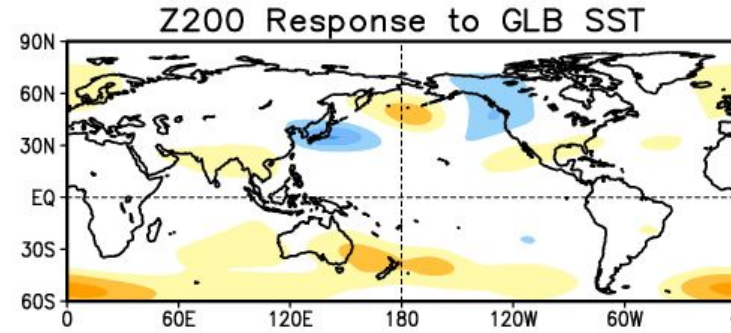 Z200 Response to GLB SST
90N
60N
30N
EQ
30S
60S
0 60E 120E 180 120W 60W